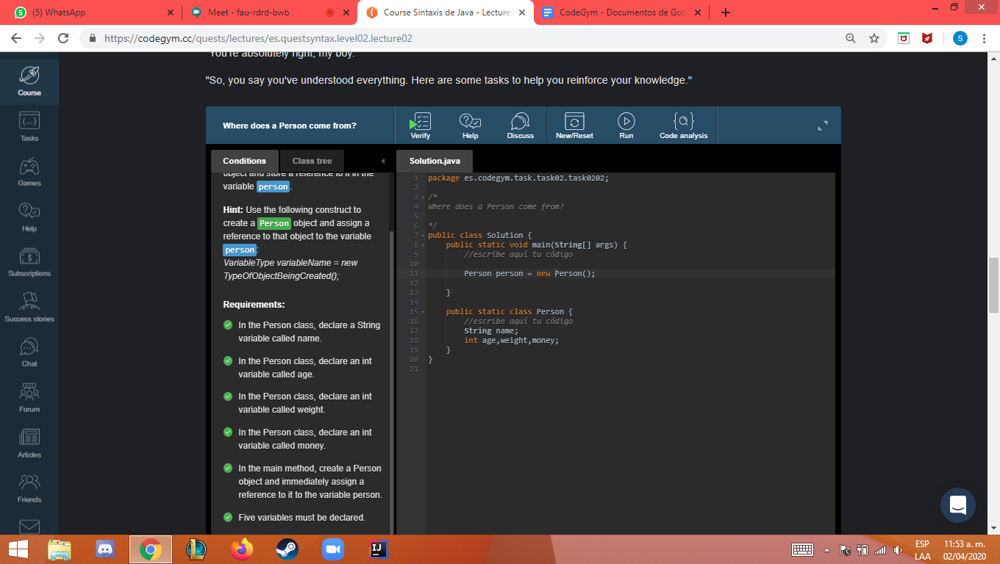 (5) WhatsApp
Meet - fau-rdrd-bwb
Course Sintaxis de Java - Lecture
CodeGym - Documentos de Goo
https://codegym.cc/quests/lectures/es.questsyntax.level02.lecture02
S
"You're absolutely right, my boy."
"So, you say you've understood everything. Here are some tasks to help you reinforce your knowledge."
Course
Tasks
Games
Help
Subscriptions
Success stories
Chat
Forum
Articles
Friends
Where does a Person come from?
Verify
Help
Discuss
New/Reset
Run
Code analysis
Conditions
Class tree
Solution.java
object and store a reference to it in the
variable person.
Hint: Use the following construct to
create a Person object and assign a
reference to that object to the variable
person:
VariableType variableName = new
TypeOfObjectBeingCreated();
Requirements:
In the Person class, declare a String
variable called name.
In the Person class, declare an int
variable called age.
In the Person class, declare an int
variable called weight.
In the Person class, declare an int
variable called money.
In the main method, create a Person
object and immediately assign a
reference to it to the variable person.
Five variables must be declared.
1 package es.codegym.task.task02.task0202;
2
3 /*
4 Where does a Person come from?
5
6 */
7 public class Solution {
8 public static void main(String[] args) {
9 //escribe aquí tu código
10
11 Person person = new Person();
12
13 }
14
15 public static class Person {
16 //escribe aquí tu código
17 String name;
18 int age,weight,money;
19 }
20 }
21
ESP
LAA
11:53 a. m.
02/04/2020